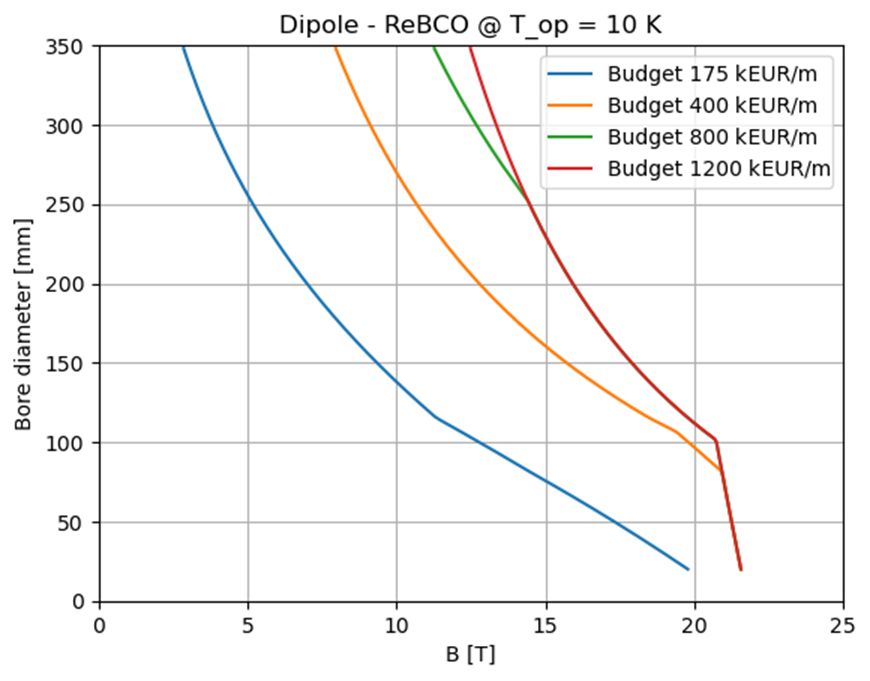 Dipole - ReBCO @ T_op = 10 K
Budget 175 kEUR/m
Budget 400 kEUR/m
Budget 800 kEUR/m
Budget 1200 kEUR/m
Bore diameter [mm]
350
300
250
200
150
100
50
0
0 5 10 15 20 25
B [T]